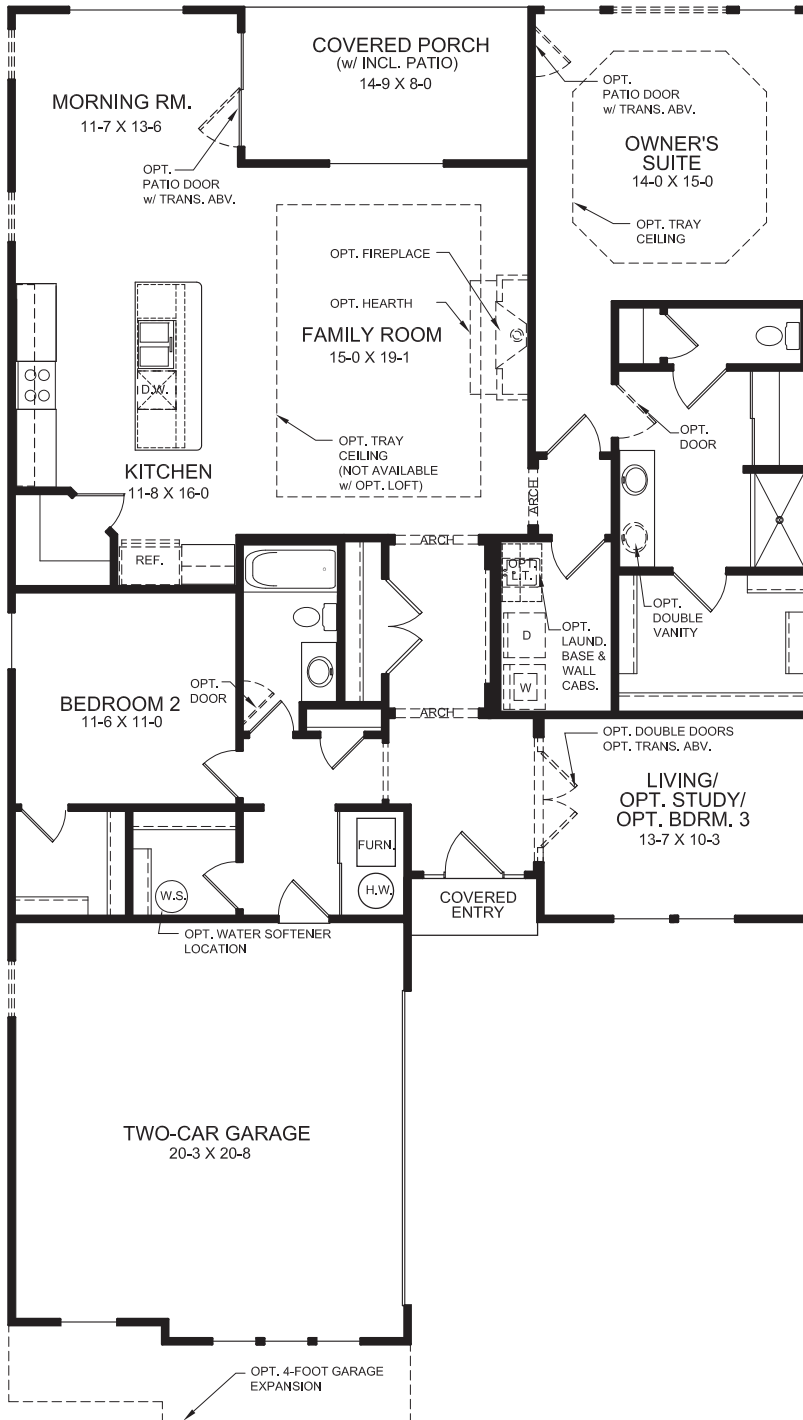 COVERED PORCH
(w/ INCL. PATIO)
14-9 X 8-0
MORNING RM.
11-7 X 13-6
OPT.
PATIO DOOR
w/ TRANS. ABV.
OPT.
PATIO DOOR
w/ TRANS. ABV.
OWNER'S
SUITE
14-0 X 15-0
OPT. TRAY
CEILING
OPT. FIREPLACE
OPT. HEARTH
FAMILY ROOM
15-0 X 19-1
D.W.
OPT. TRAY
CEILING
(NOT AVAILABLE
w/ OPT. LOFT)
OPT.
DOOR
KITCHEN
11-8 X 16-0
ARCH
REF.
ARCH
OPT.
L.T.
D
W
OPT.
LAUND.
BASE &
WALL
CABS.
OPT.
DOUBLE
VANITY
OPT.
DOOR
BEDROOM 2
11-6 X 11-0
ARCH
OPT. DOUBLE DOORS
OPT. TRANS. ABV.
LIVING/
OPT. STUDY/
OPT. BDRM. 3
13-7 X 10-3
FURN.
H.W.
W.S.
COVERED
ENTRY
OPT. WATER SOFTENER
LOCATION
TWO-CAR GARAGE
20-3 X 20-8
OPT. 4-FOOT GARAGE
EXPANSION